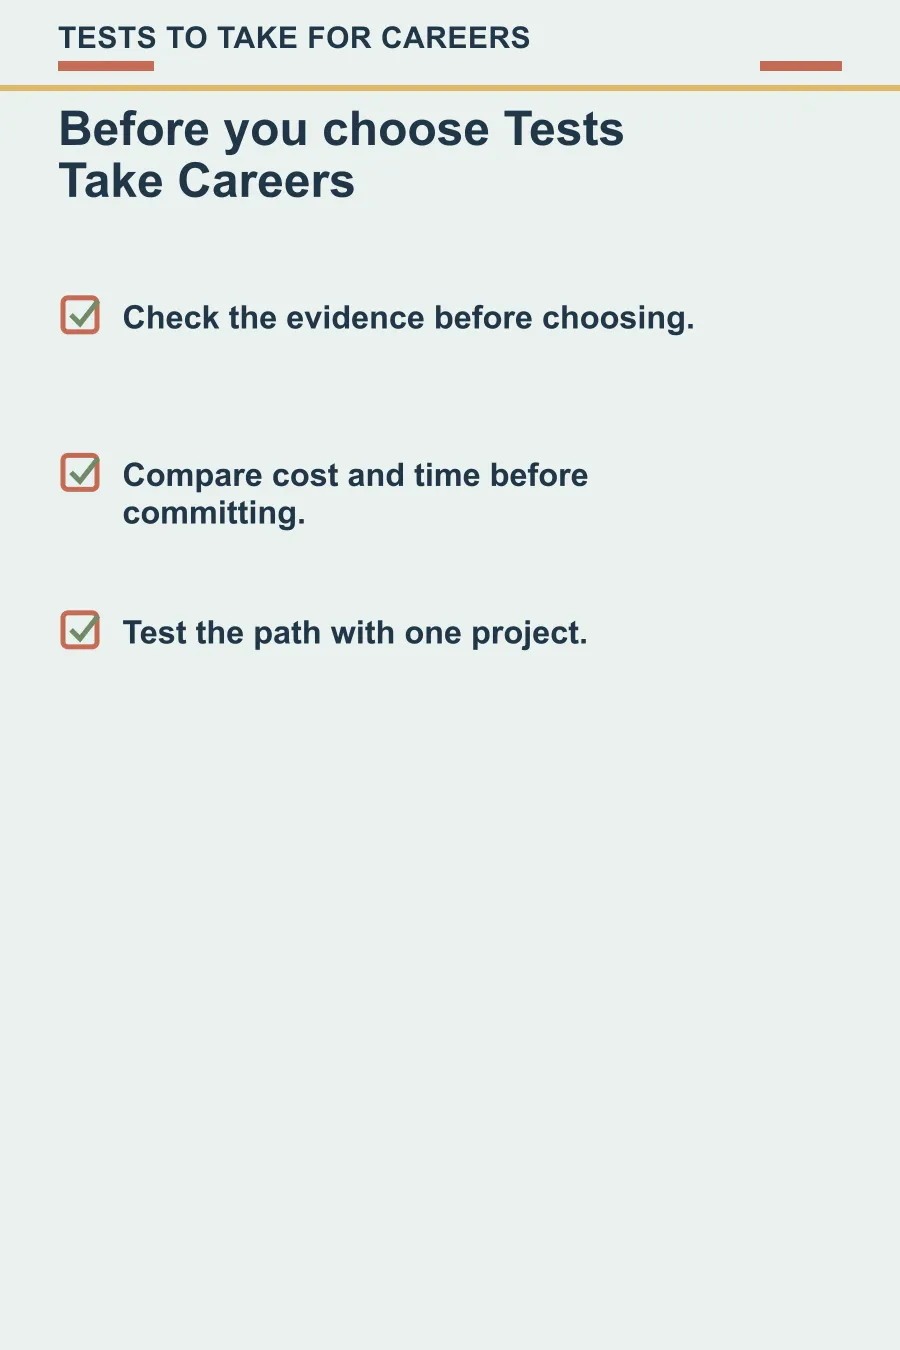 TESTS TO TAKE FOR CAREERS
Before you choose Tests
Take Careers
Check the evidence before choosing.
Compare cost and time before
committing.
Test the path with one project.